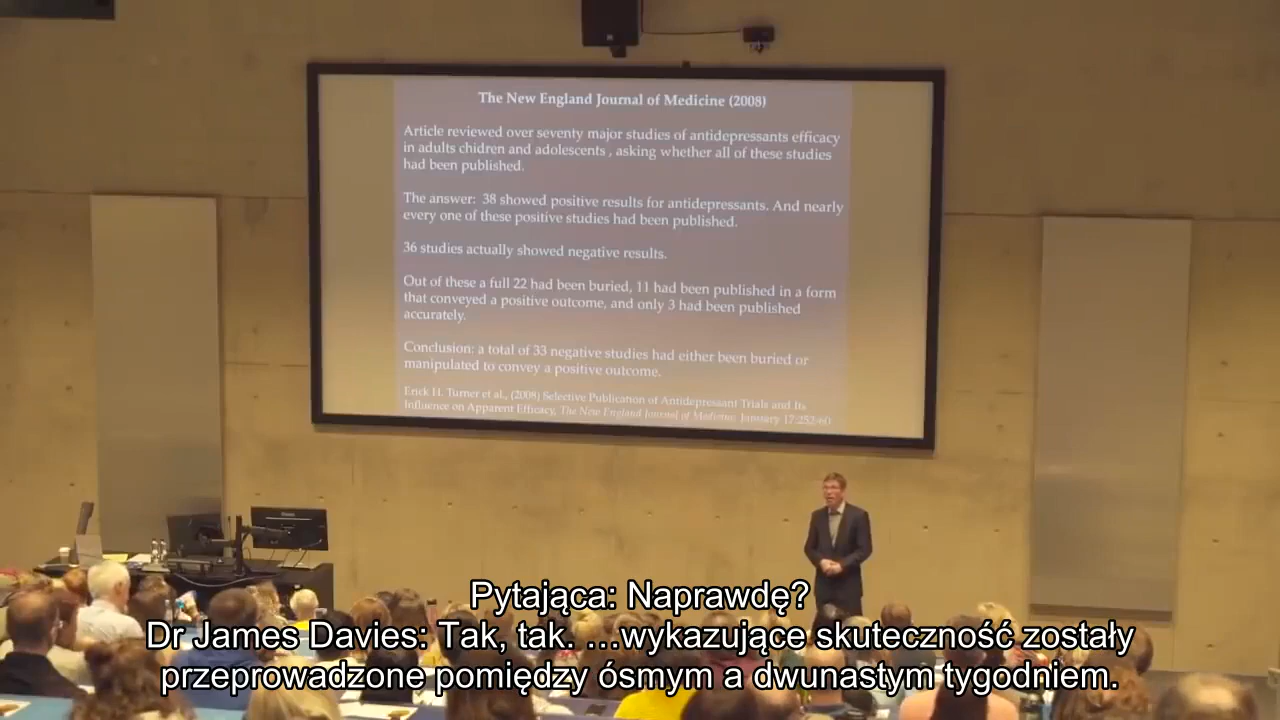 The New England Journal of Medicine (2008)
Article reviewed over seventy major studies of antidepressants efficacy
in adults chidren and adolescents , asking whether all of these studies
had been published.
The answer: 38 showed positive results for antidepressants. And nearly
every one of these positive studies had been published.
36 studies actually showed negative results.
Out of these a full 22 had been buried, 11 had been published in a form
that conveyed a positive outcome, and only 3 had been published
accurately.
Conclusion: a total of 33 negative studies had either been buried or
manipulated to convey a positive outcome.
Erick H. Turner et al., (2008) Selective Publication of Antidepressant Trials and Its
Influence on Apparent Efficacy, The New England Journal of Medicine: January 17:252-60
Pytająca: Naprawdę?
Dr James Davies: Tak, tak. …wykazujące skuteczność zostały
przeprowadzone pomiędzy ósmym a dwunastym tygodniem.